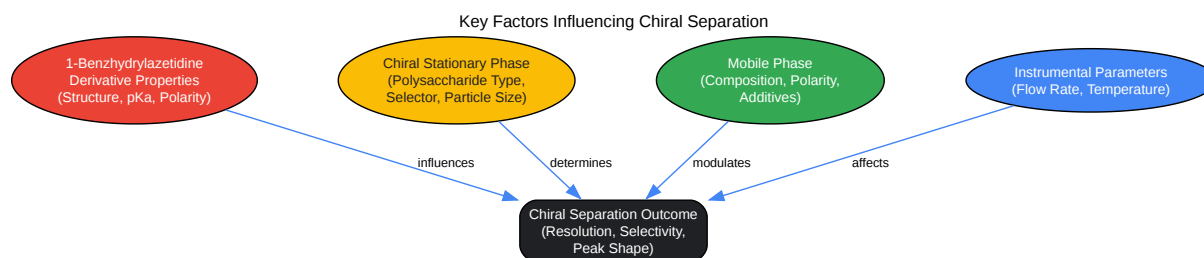 Key Factors Influencing Chiral Separation
1-Benzhydrylazetidine
Derivative Properties
(Structure, pKa, Polarity)
Chiral Stationary Phase
(Polysaccharide Type,
Selector, Particle Size)
Mobile Phase
(Composition, Polarity,
Additives)
Instrumental Parameters
(Flow Rate, Temperature)
influences
determines
modulates
affects
Chiral Separation Outcome
(Resolution, Selectivity,
Peak Shape)